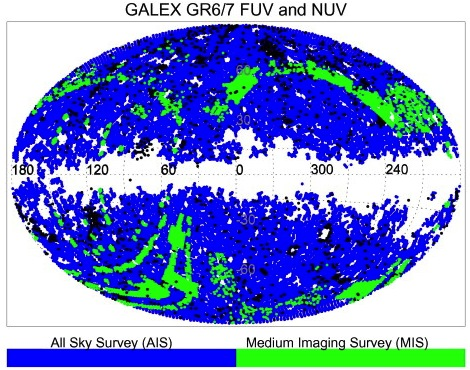 GALEX GR6/7 FUV and NUV
60
30
180 120 60 0 300 240
-30
-60
All Sky Survey (AIS) Medium Imaging Survey (MIS)